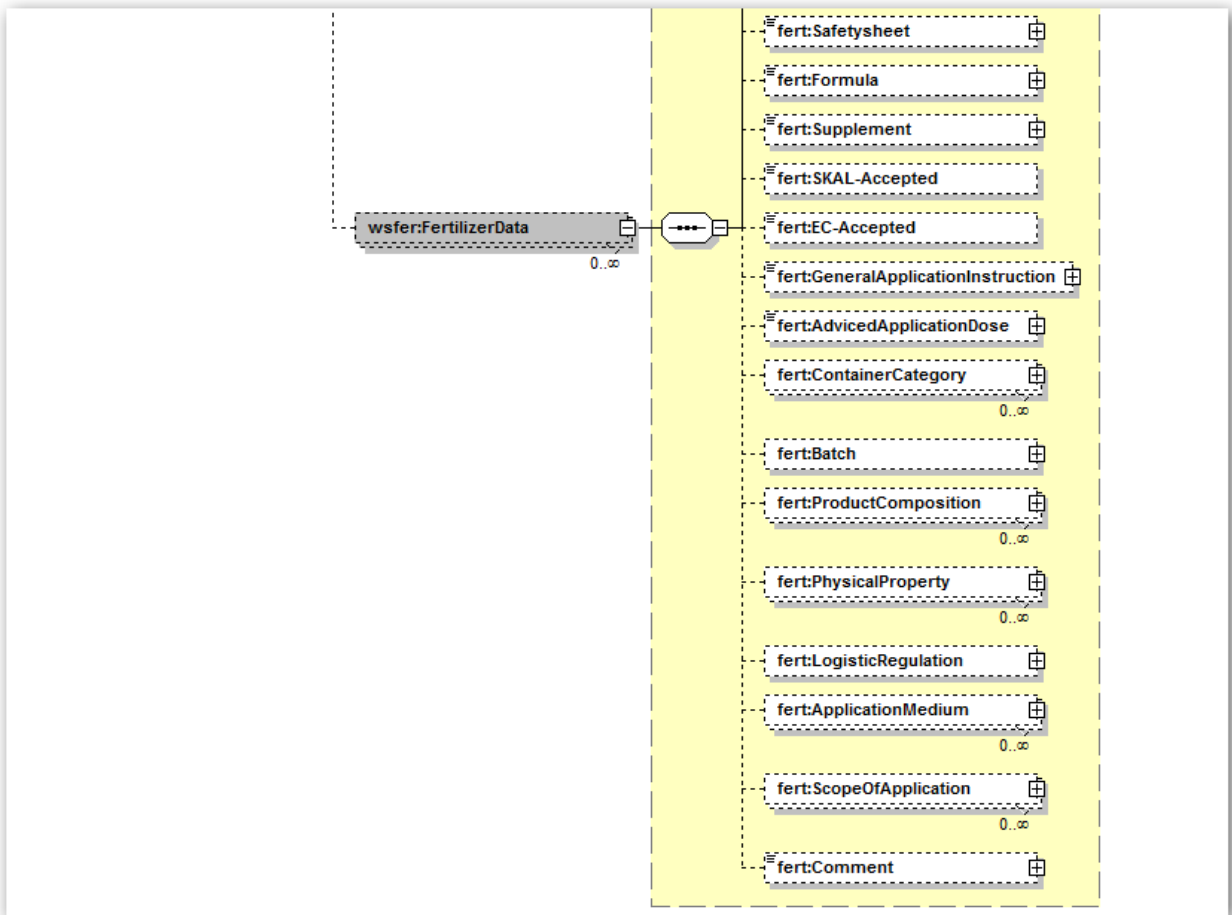 fert:Safetysheet
fert:Formula
fert:Supplement
fert:SKAL-Accepted
wsfer:FertilizerData
fert:EC-Accepted
0..∞
fert:GeneralApplicationInstruction
fert:AdvicedApplicationDose
fert:ContainerCategory
0..∞
fert:Batch
fert:ProductComposition
0..∞
fert:PhysicalProperty
0..∞
fert:LogisticRegulation
fert:ApplicationMedium
0..∞
fert:ScopeOfApplication
0..∞
fert:Comment